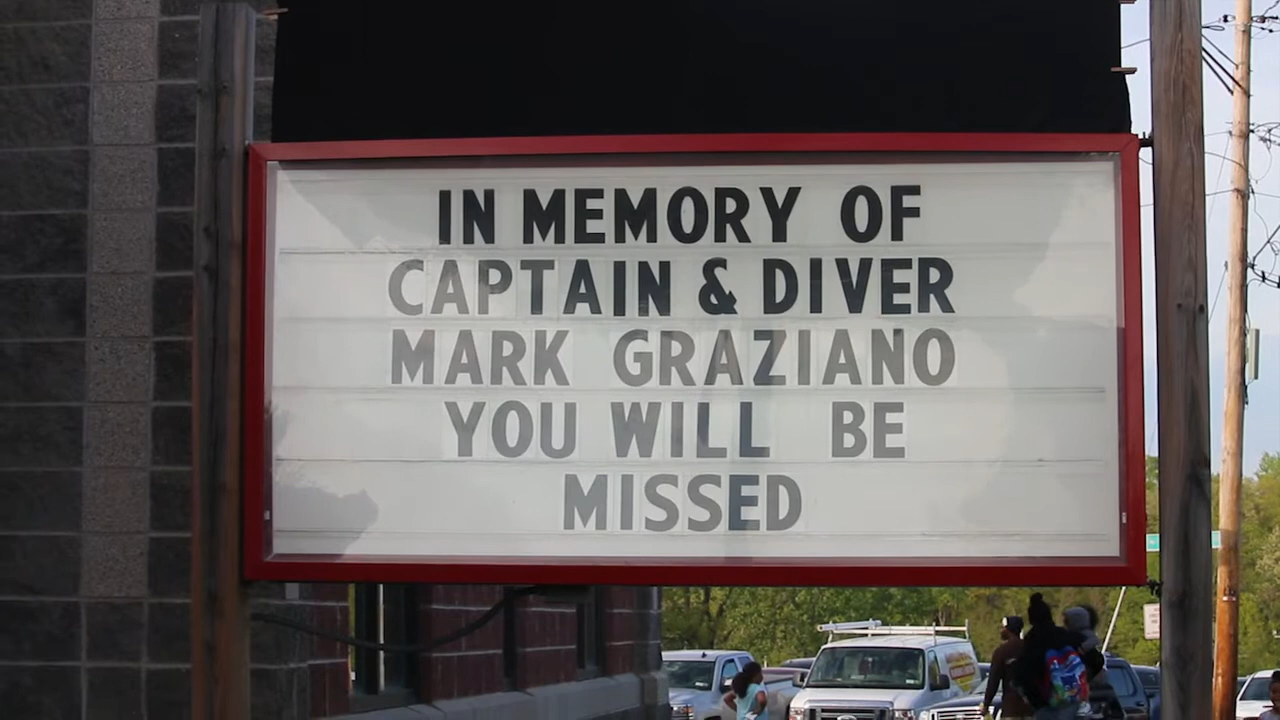 IN MEMORY OF
CAPTAIN & DIVER
MARK GRAZIANO
YOU WILL BE
MISSED